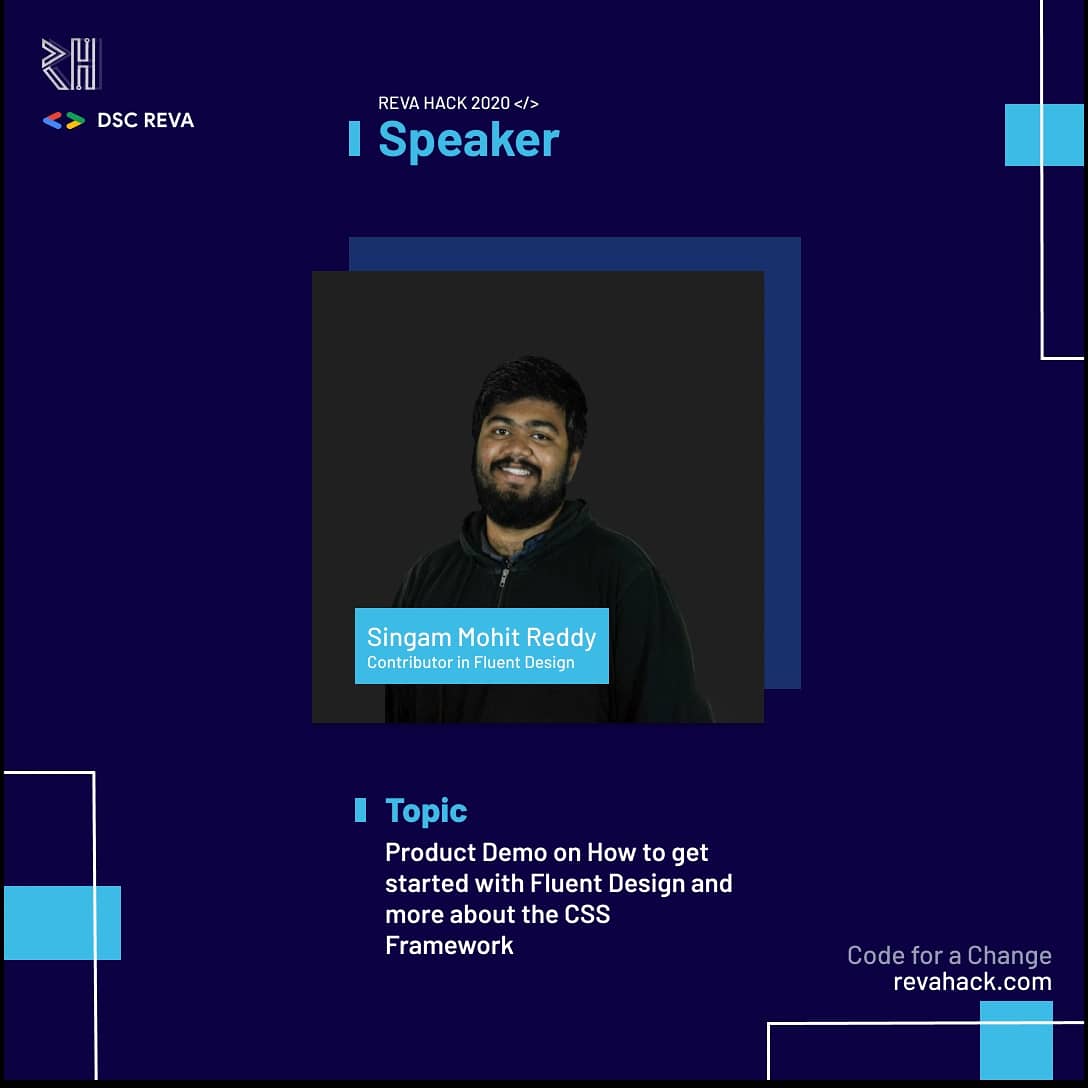 RH
DSC REVA
REVA HACK 2020 </>
Speaker
Singam Mohit Reddy
Contributor in Fluent Design
Topic
Product Demo on How to get
started with Fluent Design and
more about the CSS
Framework
Code for a Change
revahack.com